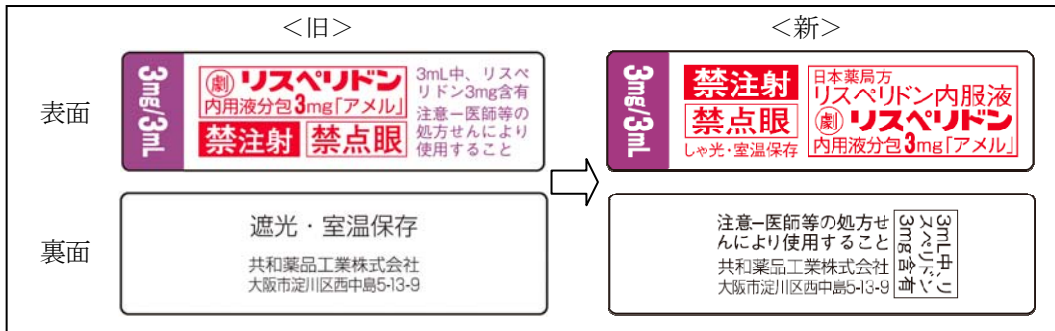 ＜旧＞
＜新＞
表面
3mg/3mL
劇 リスペリドン
内用液分包3mg「アメル」
禁注射 禁点眼
3mL中、リスペ
リドン3mg含有
注意－医師等の
処方せんにより
使用すること
3mg/3mL
禁注射
禁点眼
しゃ光・室温保存
日本薬局方
リスペリドン内服液
劇 リスペリドン
内用液分包3mg「アメル」
裏面
遮光・室温保存
共和薬品工業株式会社
大阪市淀川区西中島5-13-9
注意－医師等の処方せ
んにより使用すること
共和薬品工業株式会社
大阪市淀川区西中島5-13-9
3mL中、リ
スペリドン
3mg含有